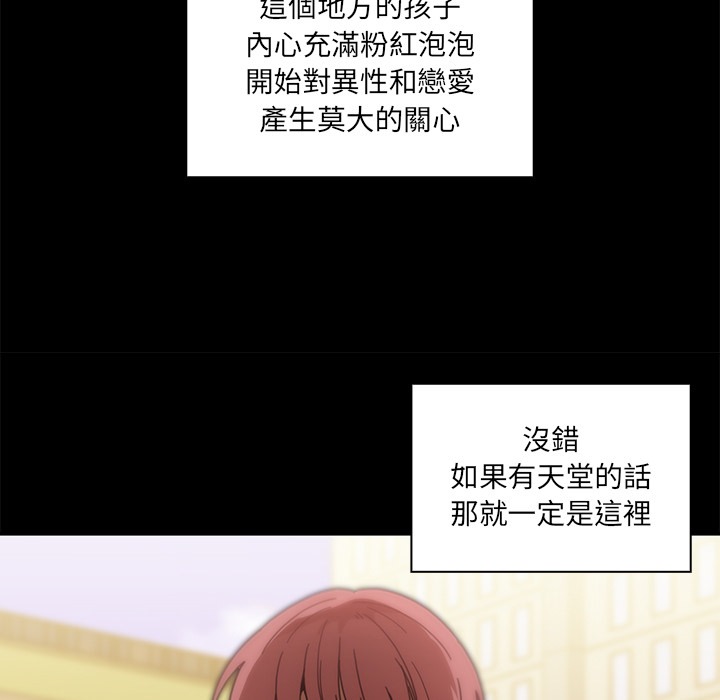 這個地方的孩子
內心充滿粉紅泡泡
開始對異性和戀愛
產生莫大的關心
沒錯
如果有天堂的話
那就一定是這裡